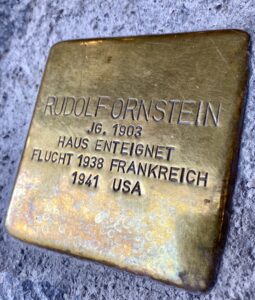 RUDOLF ORNSTEIN
JG. 1903
HAUS ENTEIGNET
FLUCHT 1938 FRANKREICH
1941 USA